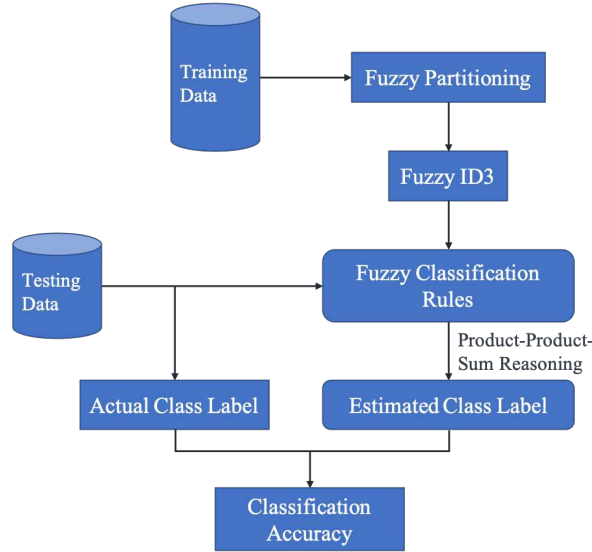 Training
Data
Fuzzy Partitioning
Fuzzy ID3
Testing
Data
Fuzzy Classification
Rules
Product-Product-
Sum Reasoning
Actual Class Label
Estimated Class Label
Classification
Accuracy